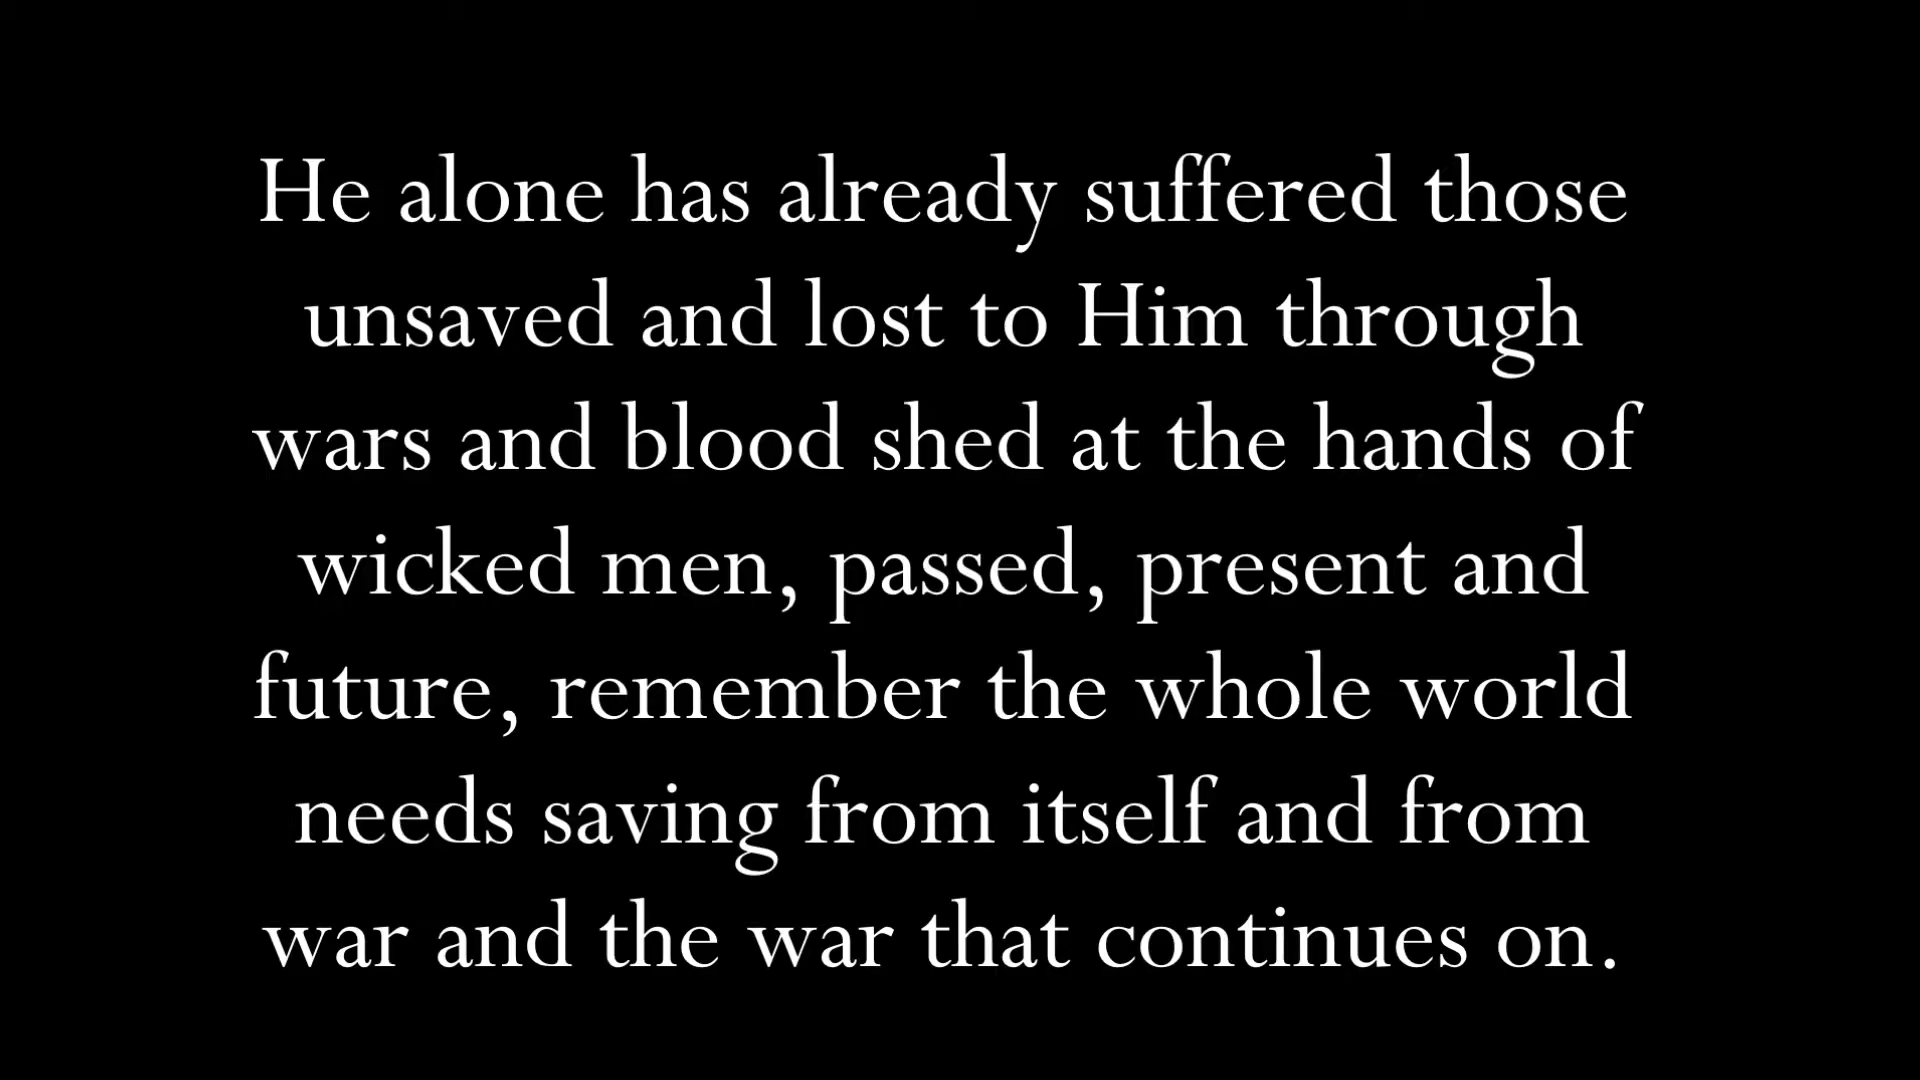 He alone has already suffered those
unsaved and lost to Him through
wars and blood shed at the hands of
wicked men, passed, present and
future, remember the whole world
needs saving from itself and from
war and the war that continues on.